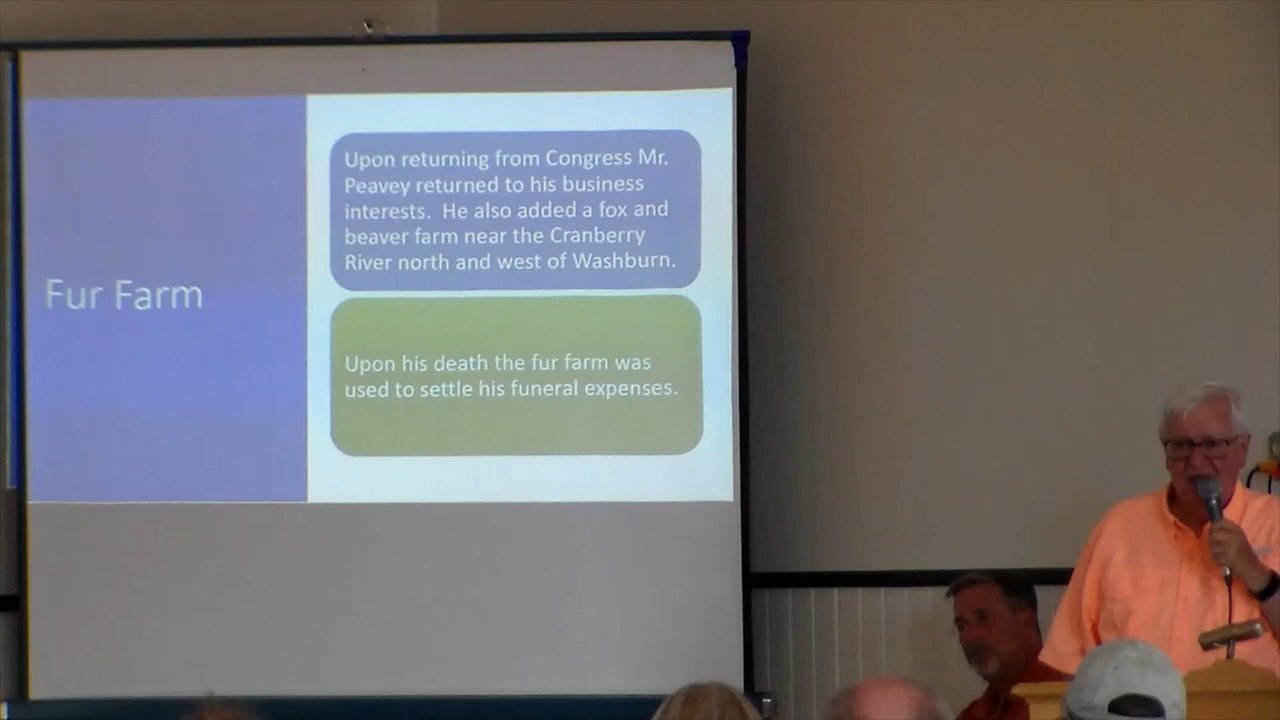 Fur Farm
Upon returning from Congress Mr.
Peavey returned to his business
interests.  He also added a fox and
beaver farm near the Cranberry
River north and west of Washburn.
Upon his death the fur farm was
used to settle his funeral expenses.